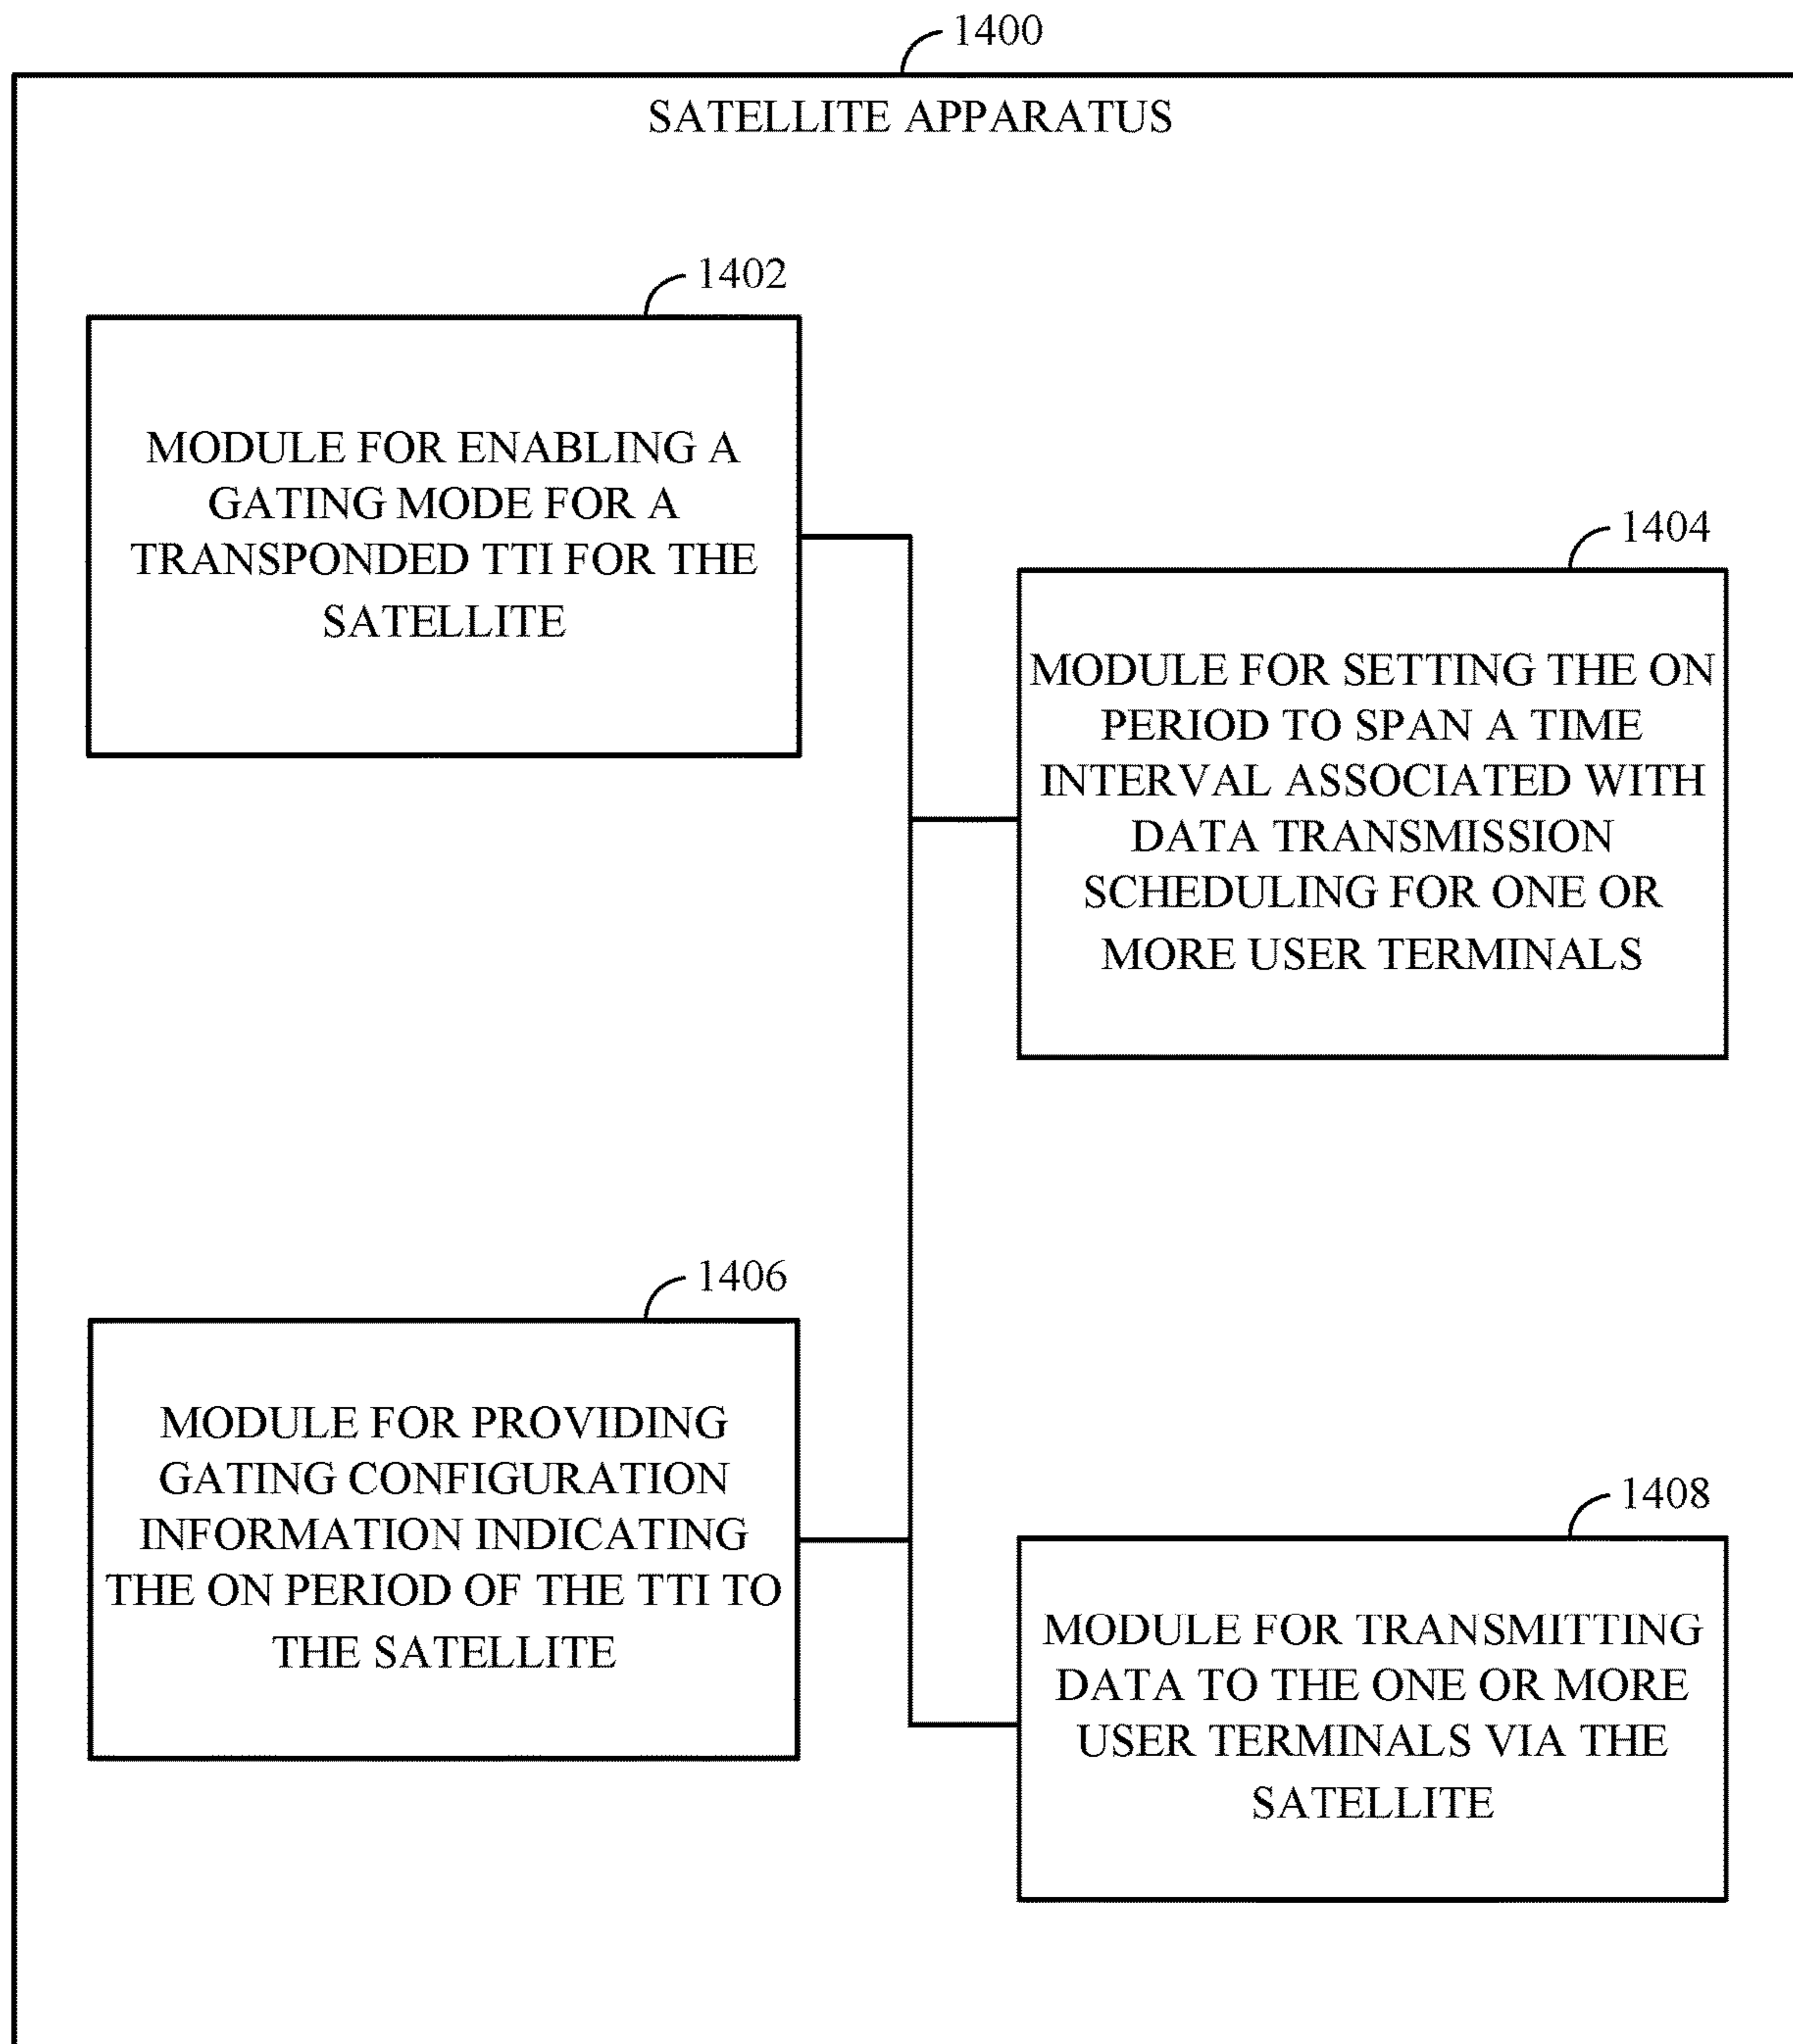 1400
SATELLITE APPARATUS
1402
MODULE FOR ENABLING A
GATING MODE FOR A
TRANSPONDED TTI FOR THE
SATELLITE
1404
MODULE FOR SETTING THE ON
PERIOD TO SPAN A TIME
INTERVAL ASSOCIATED WITH
DATA TRANSMISSION
SCHEDULING FOR ONE OR
MORE USER TERMINALS
1406
MODULE FOR PROVIDING
GATING CONFIGURATION
INFORMATION INDICATING
THE ON PERIOD OF THE TTI TO
THE SATELLITE
1408
MODULE FOR TRANSMITTING
DATA TO THE ONE OR MORE
USER TERMINALS VIA THE
SATELLITE